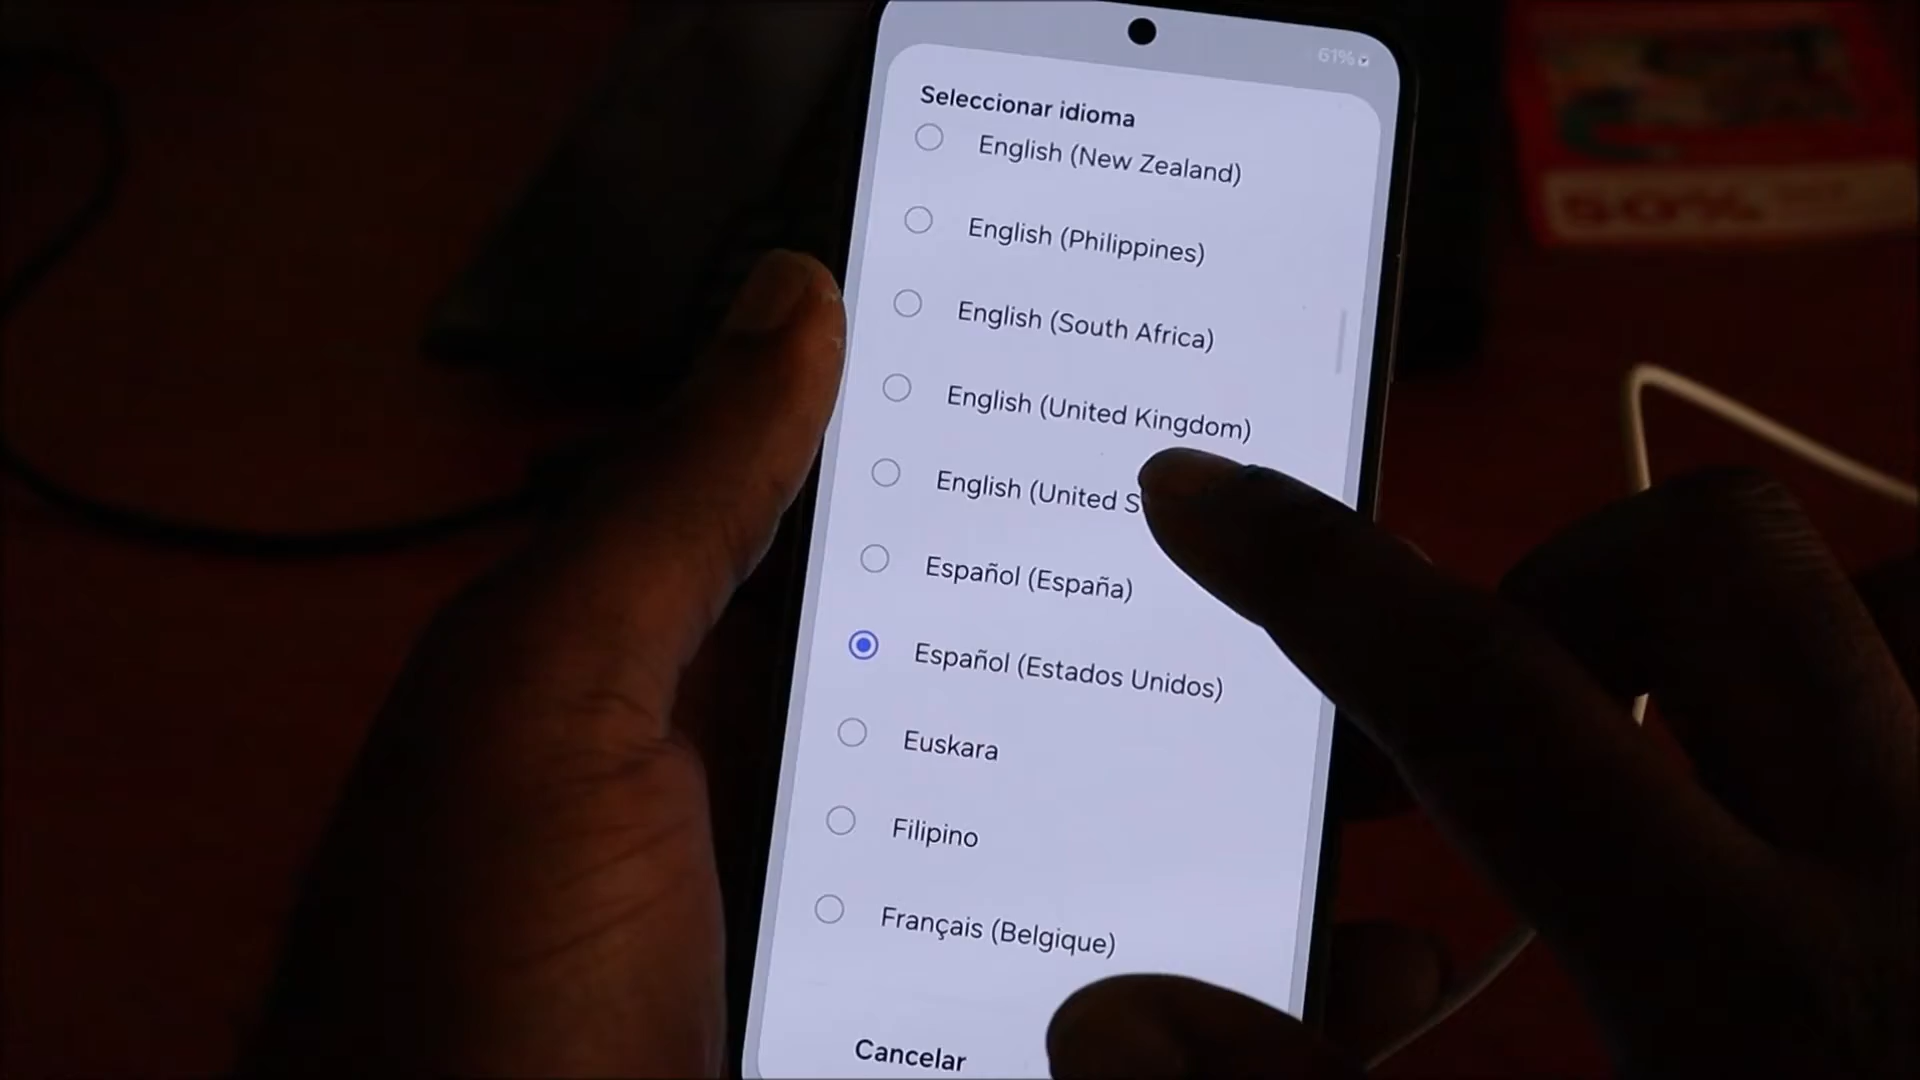 61%
Seleccionar idioma
English (New Zealand)
English (Philippines)
English (South Africa)
English (United Kingdom)
English (United S
Español (España)
Español (Estados Unidos)
Euskara
Filipino
Français (Belgique)
Cancelar
50%